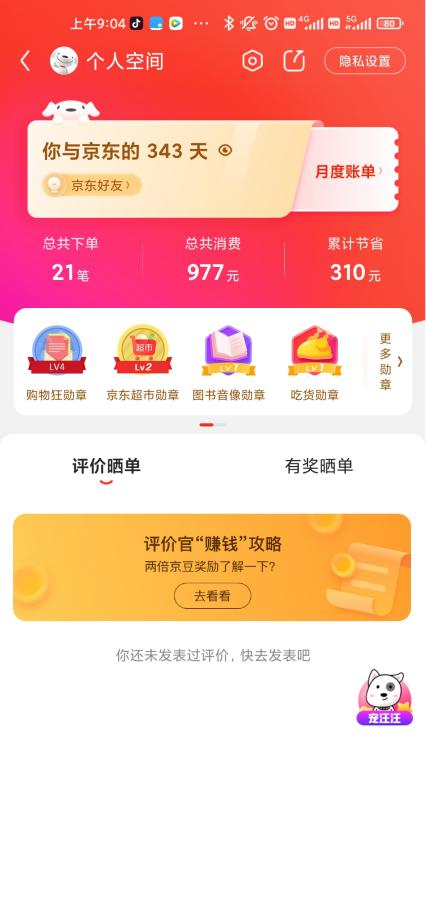 上午9:04 ··· HD 4G HD 5G 80
个人空间 隐私设置
你与京东的 343 天
京东好友
月度账单
总共下单 总共消费 累计节省
21笔 977元 310元
超市
LV4 Lv2 LV1 LV1
购物狂勋章 京东超市勋章 图书音像勋章 吃货勋章
更多勋章
评价晒单 有奖晒单
评价官“赚钱”攻略
两倍京豆奖励了解一下?
去看看
你还未发表过评价，快去发表吧
宠汪汪